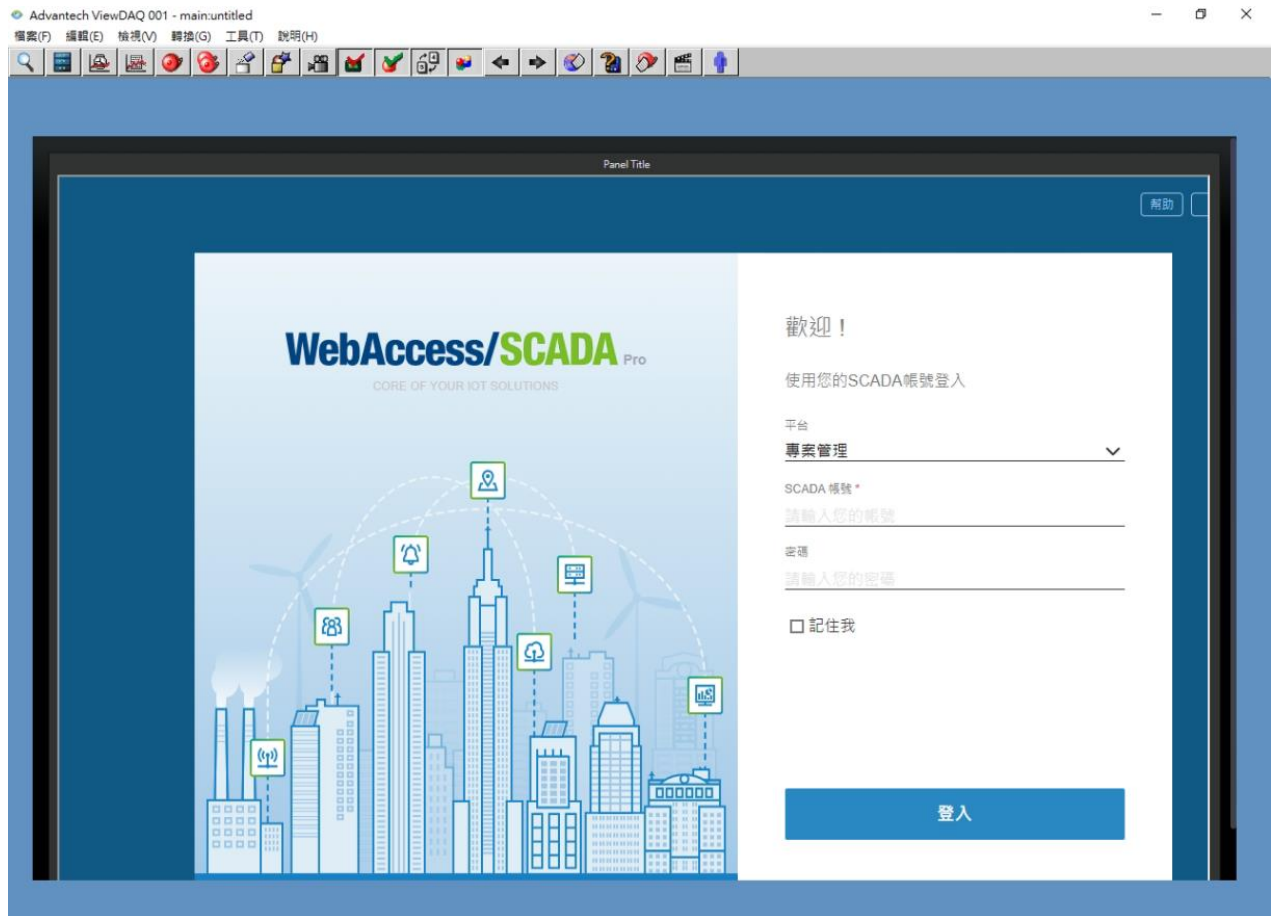 Advantech ViewDAQ 001 - main:untitled
檔案(F) 編輯(E) 檢視(V) 轉換(G) 工具(T) 說明(H)
Panel Title
幫助
WebAccess/SCADA Pro
CORE OF YOUR IOT SOLUTIONS
歡迎！
使用您的SCADA帳號登入
平台
專案管理
SCADA 帳號 *
請輸入您的帳號
密碼
請輸入您的密碼
記住我
登入